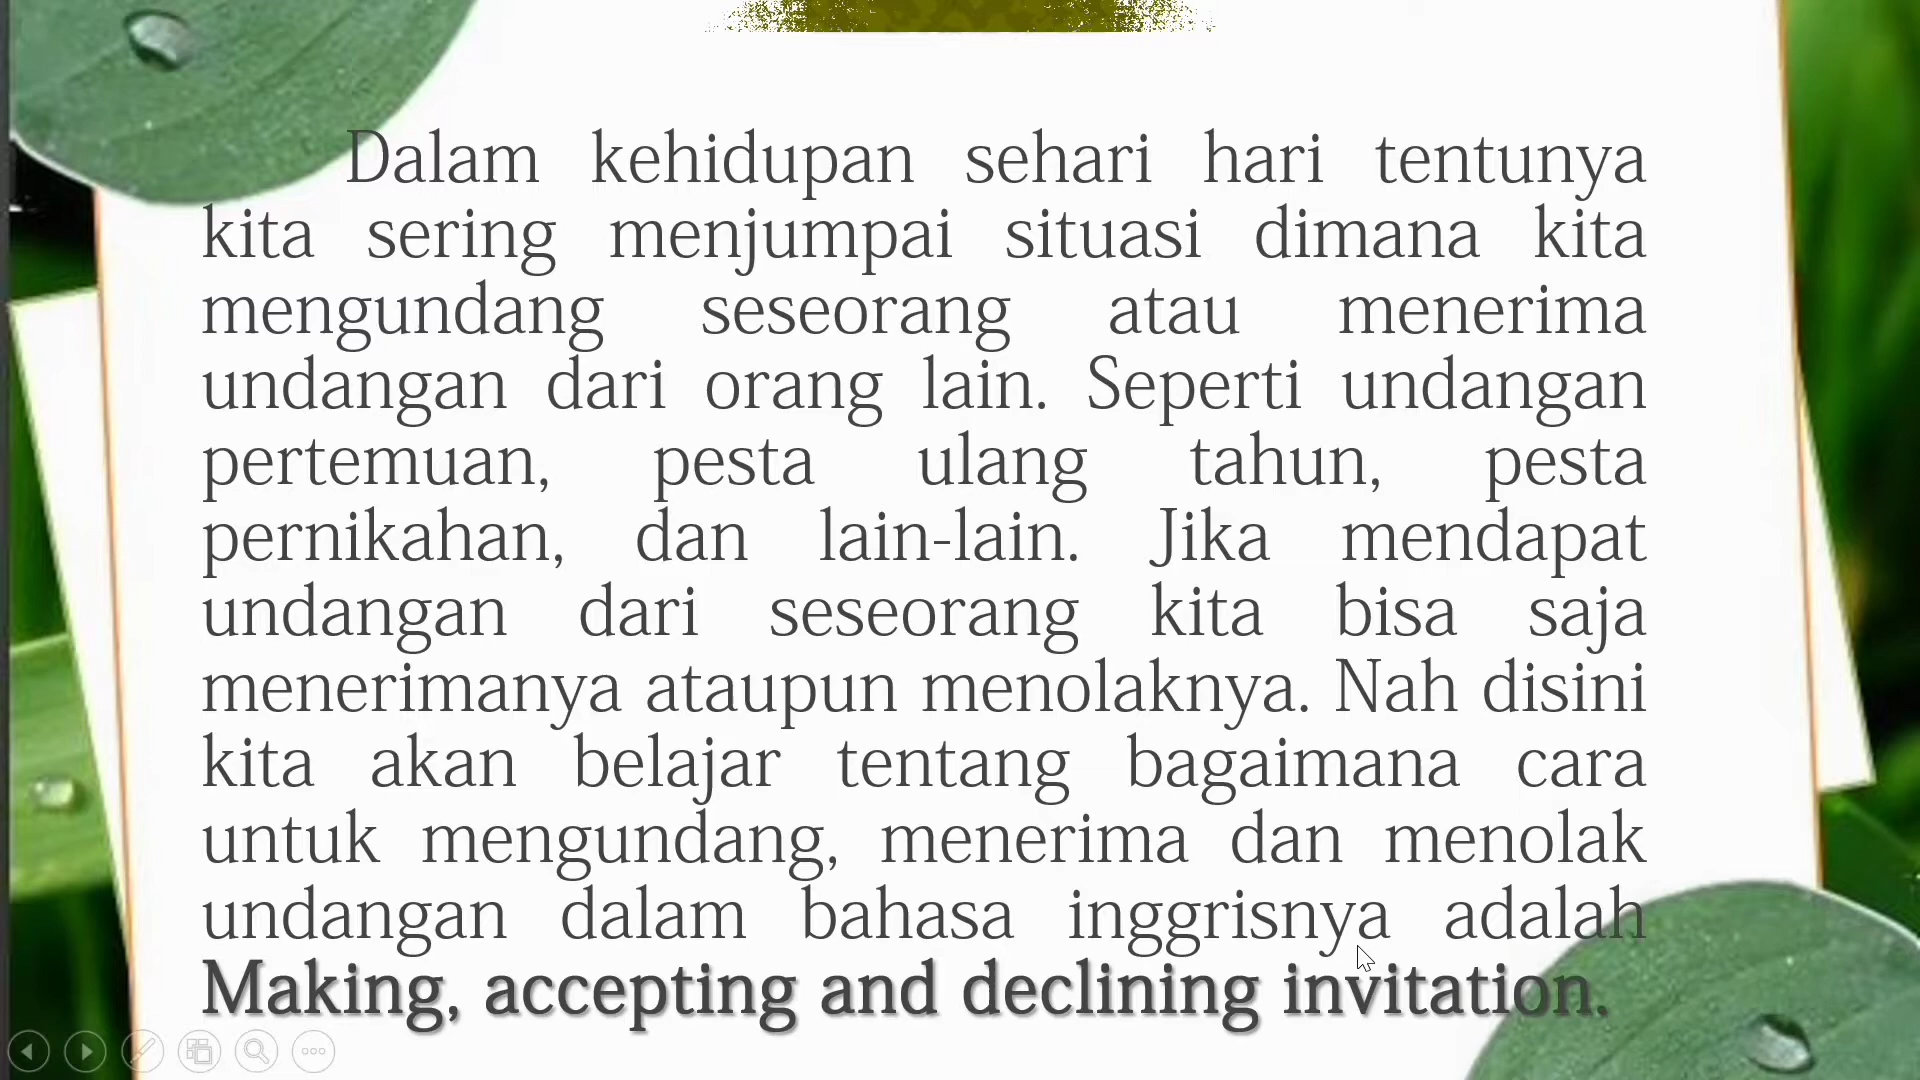 Dalam kehidupan sehari hari tentunya
kita sering menjumpai situasi dimana kita
mengundang seseorang atau menerima
undangan dari orang lain. Seperti undangan
pertemuan, pesta ulang tahun, pesta
pernikahan, dan lain-lain. Jika mendapat
undangan dari seseorang kita bisa saja
menerimanya ataupun menolaknya. Nah disini
kita akan belajar tentang bagaimana cara
untuk mengundang, menerima dan menolak
undangan dalam bahasa inggrisnya adalah
Making, accepting and declining invitation.